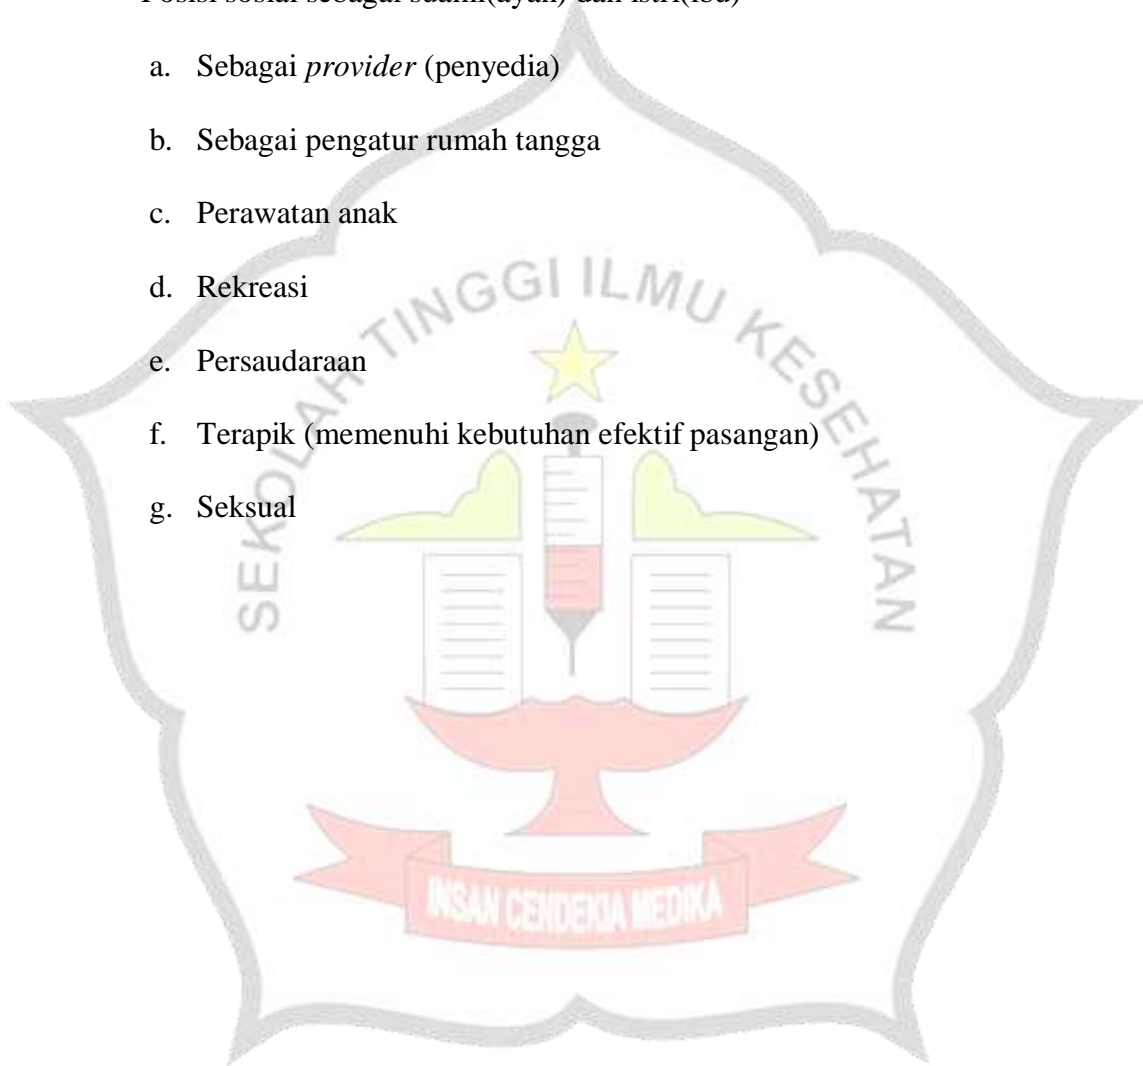 Posisi sosial sebagai suami(ayah) dan istri(ibu)
a. Sebagai provider (penyedia)
b. Sebagai pengatur rumah tangga
c. Perawatan anak
d. Rekreasi
e. Persaudaraan
f. Terapik (memenuhi kebutuhan efektif pasangan)
g. Seksual
SEKOLAH TINGGI ILMU KESEHATAN
INSAN CENDEKIA MEDIKA